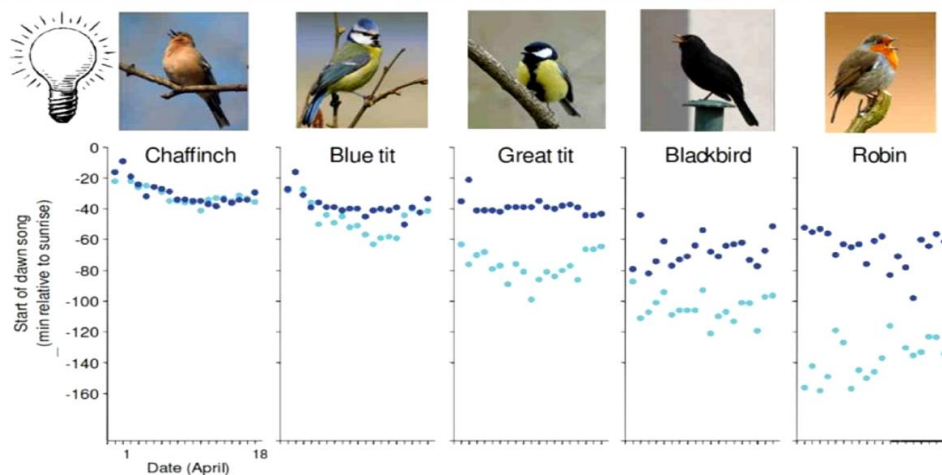 Chaffinch
Blue tit
Great tit
Blackbird
Robin
Start of dawn song
(min relative to sunrise)
0
-20
-40
-60
-80
-100
-120
-140
-160
1
18
Date (April)